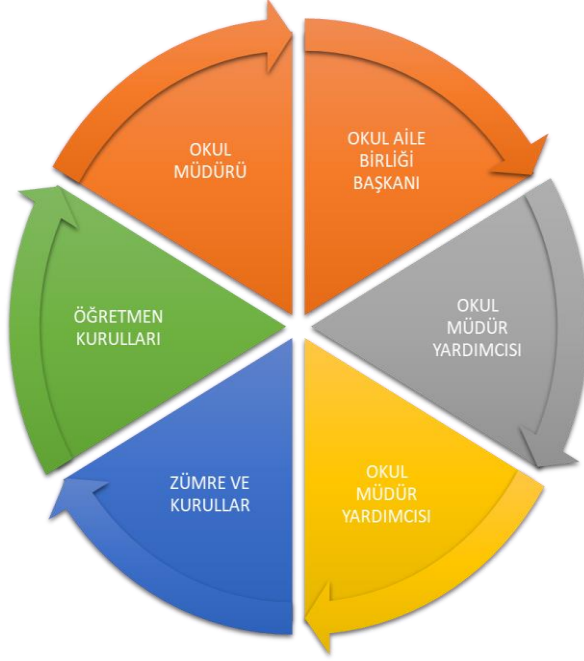 OKUL
MÜDÜRÜ
OKUL AİLE
BİRLİĞİ
BAŞKANI
OKUL
MÜDÜR
YARDIMCISI
OKUL
MÜDÜR
YARDIMCISI
ZÜMRE VE
KURULLAR
ÖĞRETMEN
KURULLARI